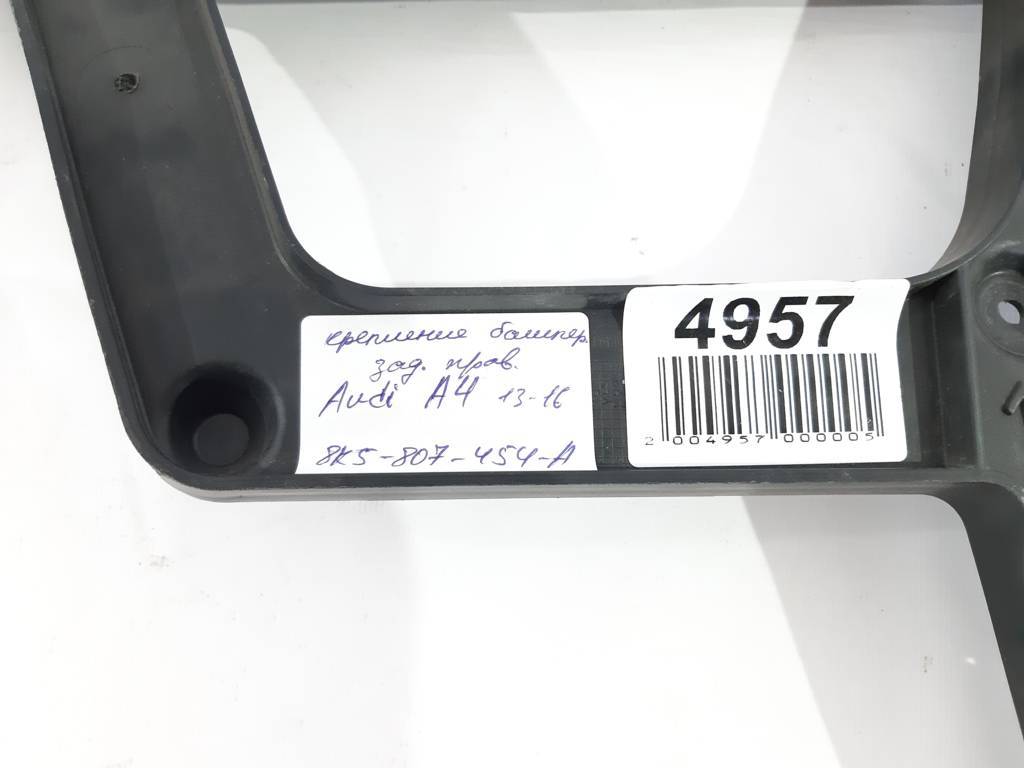 крепление бампер.
зад. прав.
Audi A4 13-16
8K5-807-454-A
4957
2 004957 000005